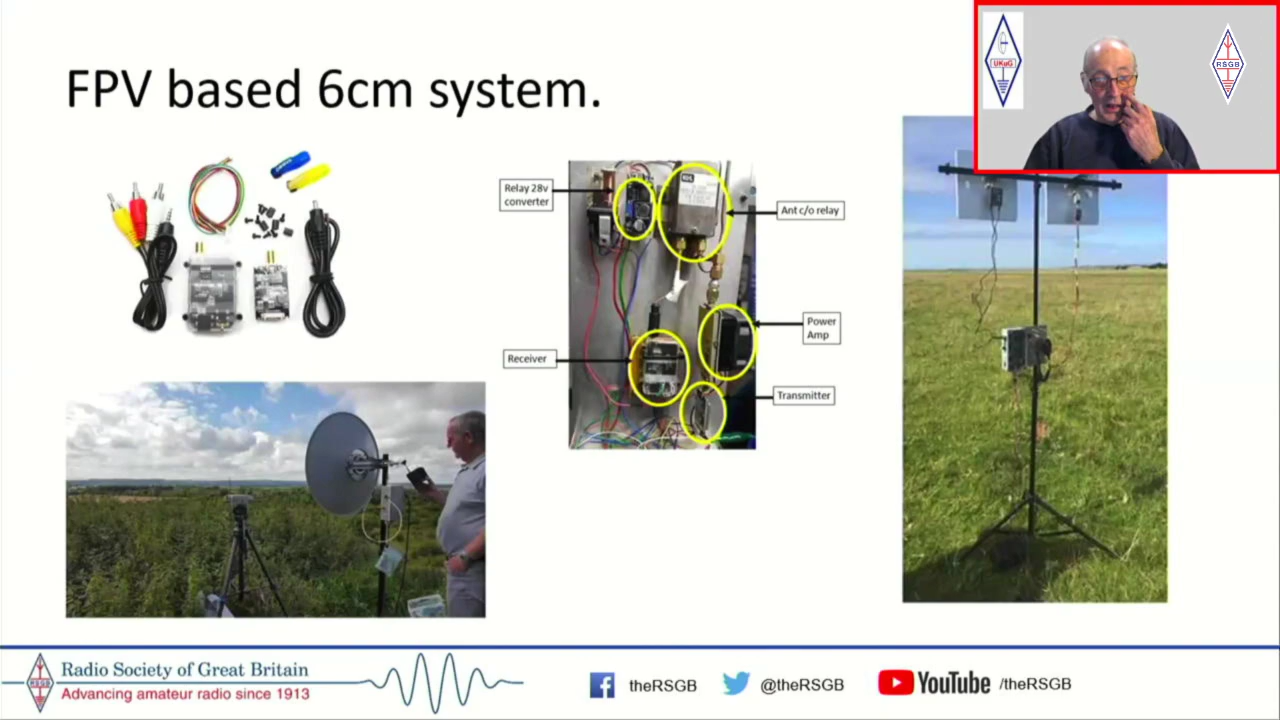 FPV based 6cm system.
UKuG
RSGB
Relay 28v
converter
Ant c/o relay
Power
Amp
Receiver
Transmitter
RSGB
Radio Society of Great Britain
Advancing amateur radio since 1913
theRSGB
@theRSGB
YouTube /theRSGB